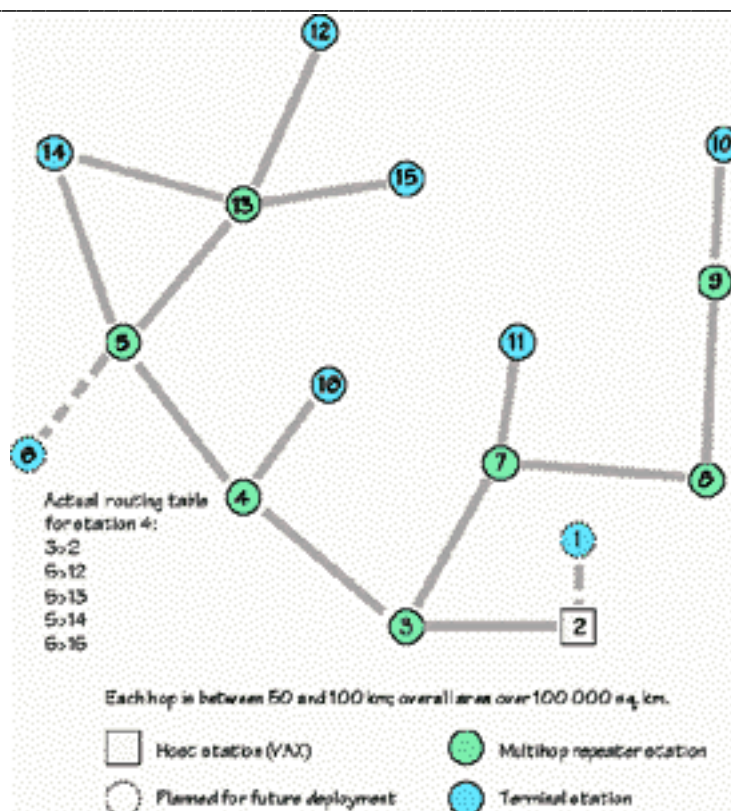 12
14
10
15
13
9
5
11
6
7
8
4
Actual routing table
for station 4:
3>2
5>12
5>13
5>14
5>15
1
3
2
Each hop is between 50 and 100 km; overall area over 100 000 sq. km.
Host station (VAX)
Multihop repeater station
Planned for future deployment
Terminal station